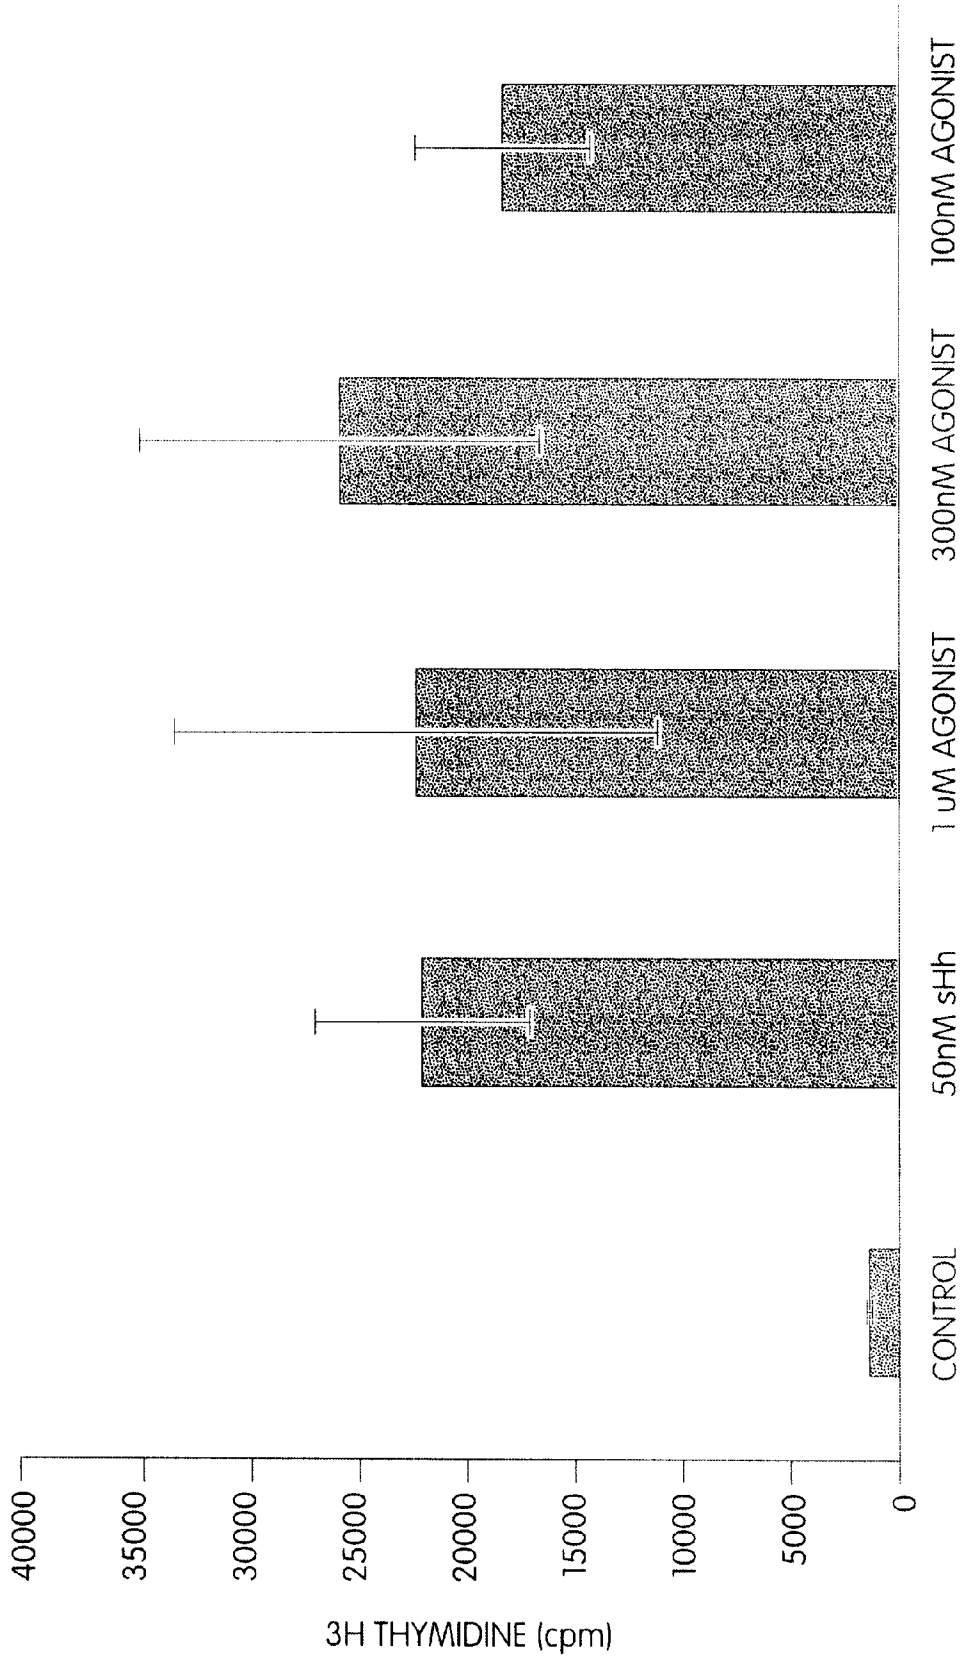 3H THYMIDINE (cpm)
40000
35000
30000
25000
20000
15000
10000
5000
0
CONTROL
50nM sHh
1 uM AGONIST
300nM AGONIST
100nM AGONIST